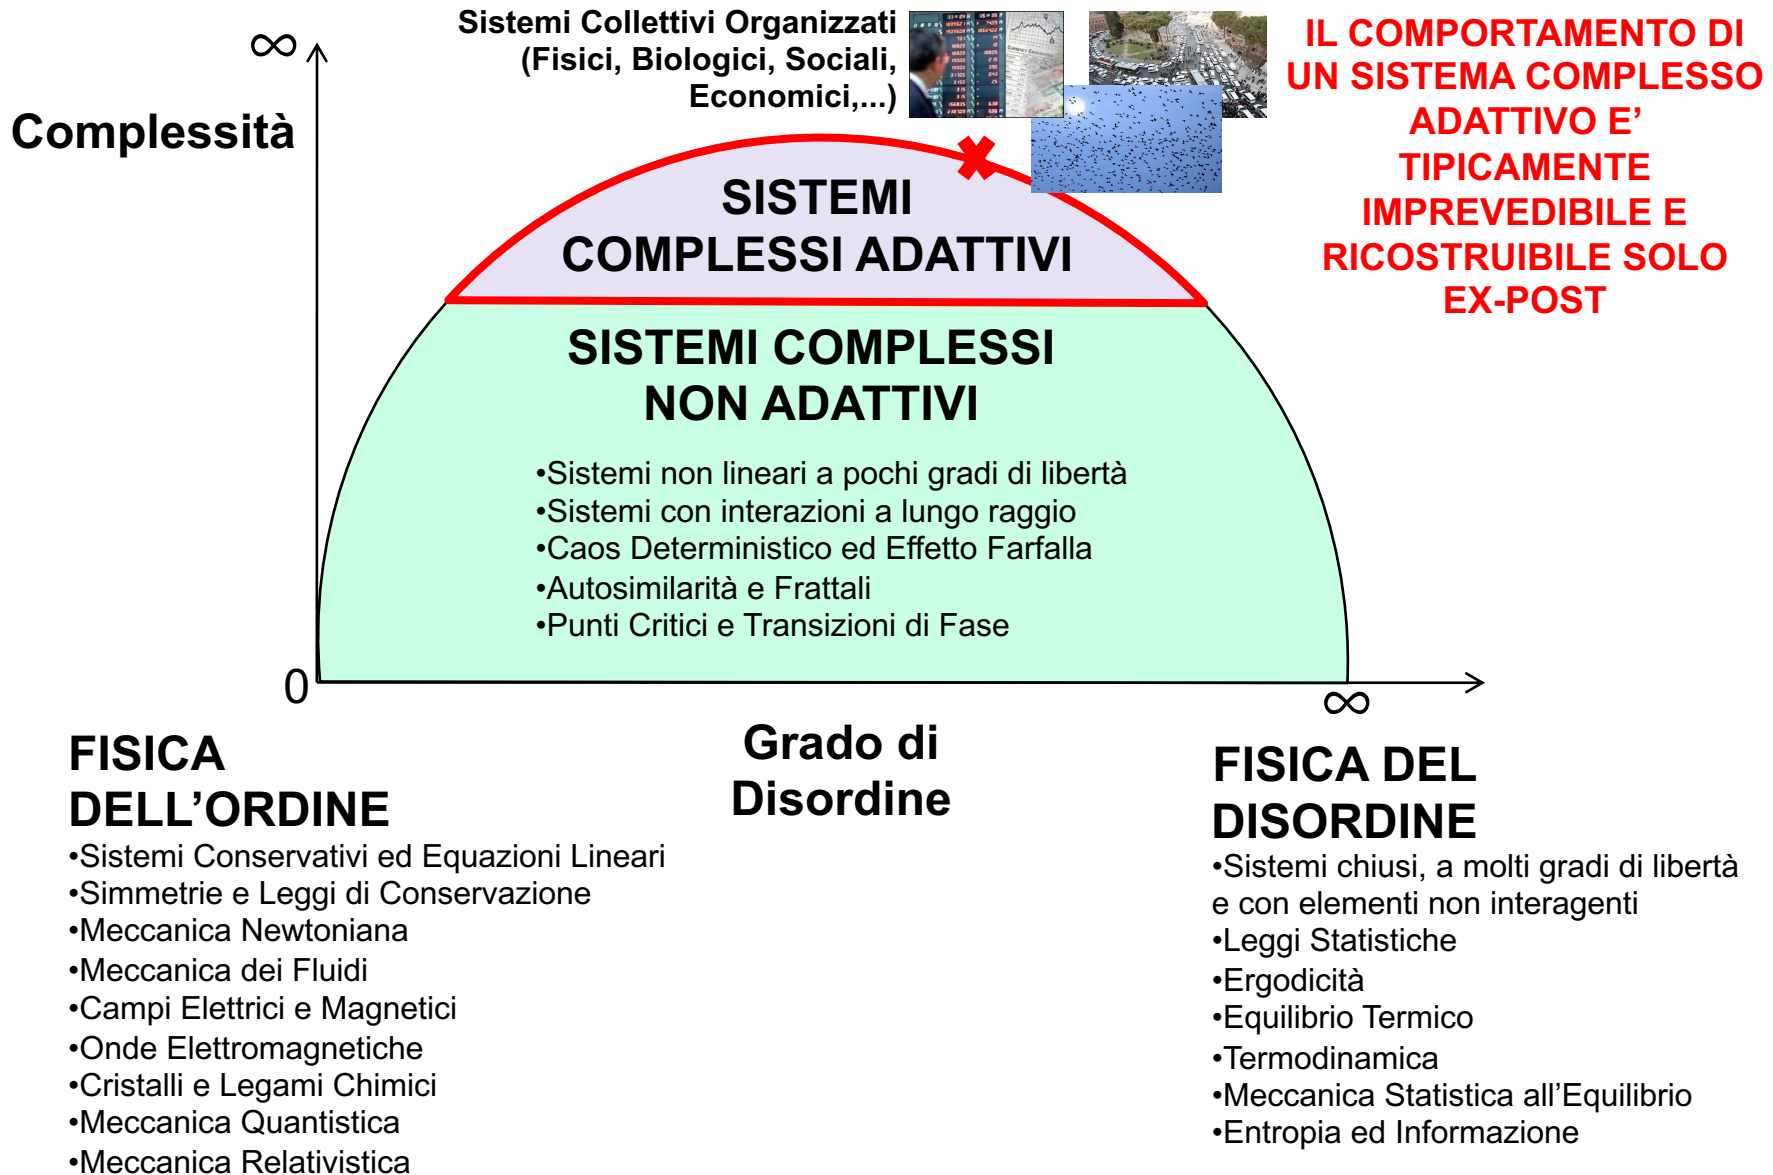 Sistemi Collettivi Organizzati
(Fisici, Biologici, Sociali,
Economici,...)
IL COMPORTAMENTO DI
UN SISTEMA COMPLESSO
ADATTIVO E'
TIPICAMENTE
IMPREVEDIBILE E
RICOSTRUIBILE SOLO
EX-POST
∞
Complessità
SISTEMI
COMPLESSI ADATTIVI
SISTEMI COMPLESSI
NON ADATTIVI
•Sistemi non lineari a pochi gradi di libertà
•Sistemi con interazioni a lungo raggio
•Caos Deterministico ed Effetto Farfalla
•Autosimilarità e Frattali
•Punti Critici e Transizioni di Fase
0
∞
Grado di
Disordine
FISICA
DELL’ORDINE
•Sistemi Conservativi ed Equazioni Lineari
•Simmetrie e Leggi di Conservazione
•Meccanica Newtoniana
•Meccanica dei Fluidi
•Campi Elettrici e Magnetici
•Onde Elettromagnetiche
•Cristalli e Legami Chimici
•Meccanica Quantistica
•Meccanica Relativistica
FISICA DEL
DISORDINE
•Sistemi chiusi, a molti gradi di libertà
e con elementi non interagenti
•Leggi Statistiche
•Ergodicità
•Equilibrio Termico
•Termodinamica
•Meccanica Statistica all’Equilibrio
•Entropia ed Informazione